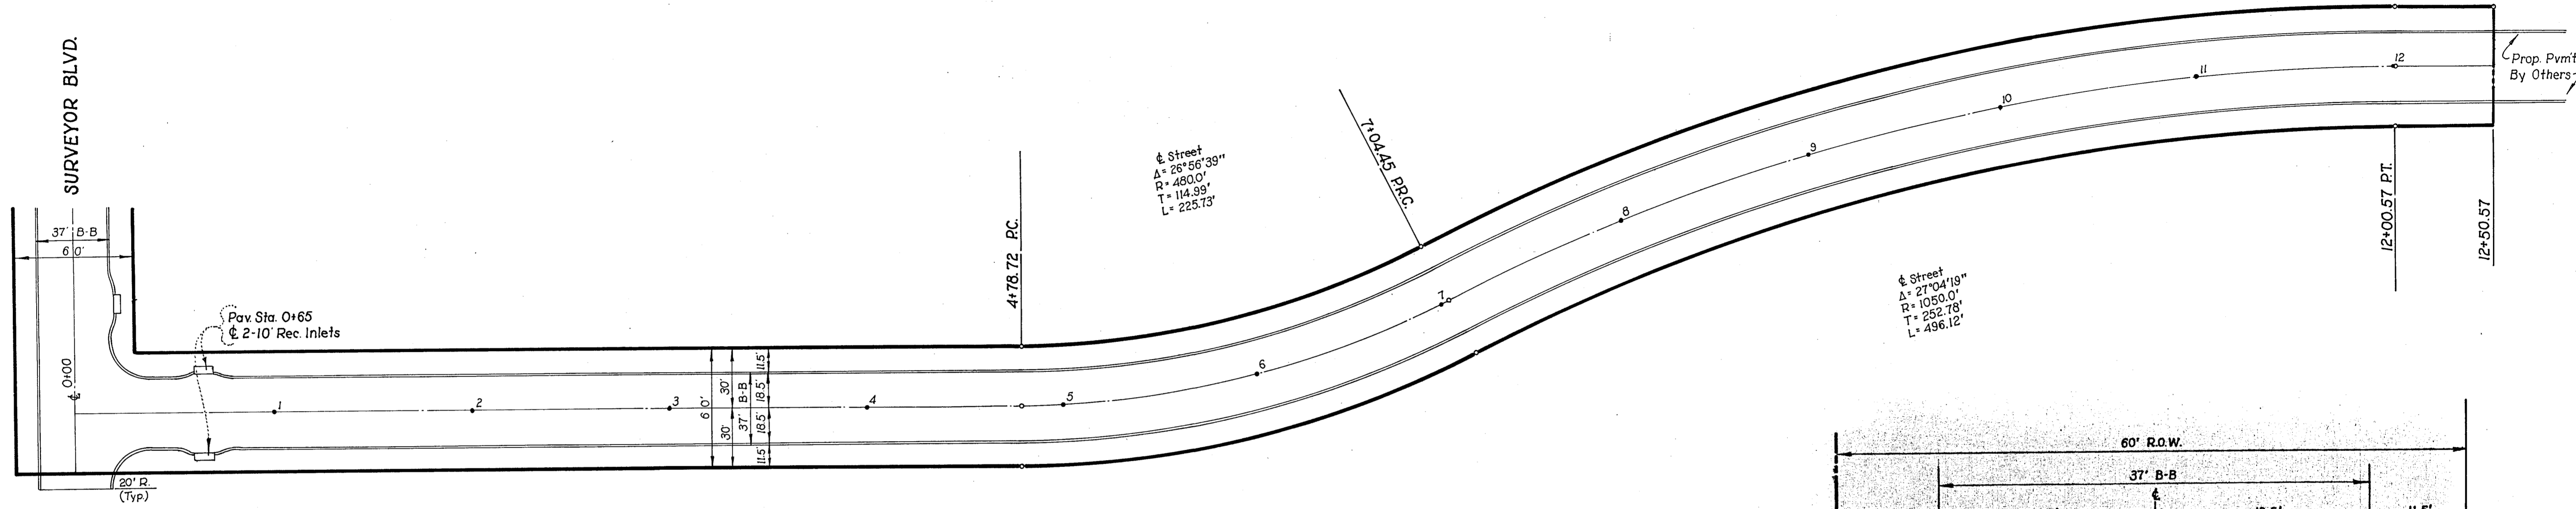 SURVEYOR BLVD.
37' B-B
60'
0+00
℄
20' R.
(Typ.)
Pav. Sta. 0+65
℄ 2-10' Rec. Inlets
1
2
3
4
5
6
7
8
9
10
11
12
60'
30'
30'
37' B-B
11.5'
18.5'
18.5'
11.5'
4+78.72 P.C.
℄ Street
Δ= 26°56'39"
R= 480.0'
T= 114.99'
L= 225.73'
7+04.45 P.R.C.
℄ Street
Δ= 27°04'19"
R= 1050.0'
T= 252.78'
L= 496.12'
12+00.57 P.T.
12+50.57
Prop. Pvm't
By Others
60' R.O.W.
37' B-B
℄